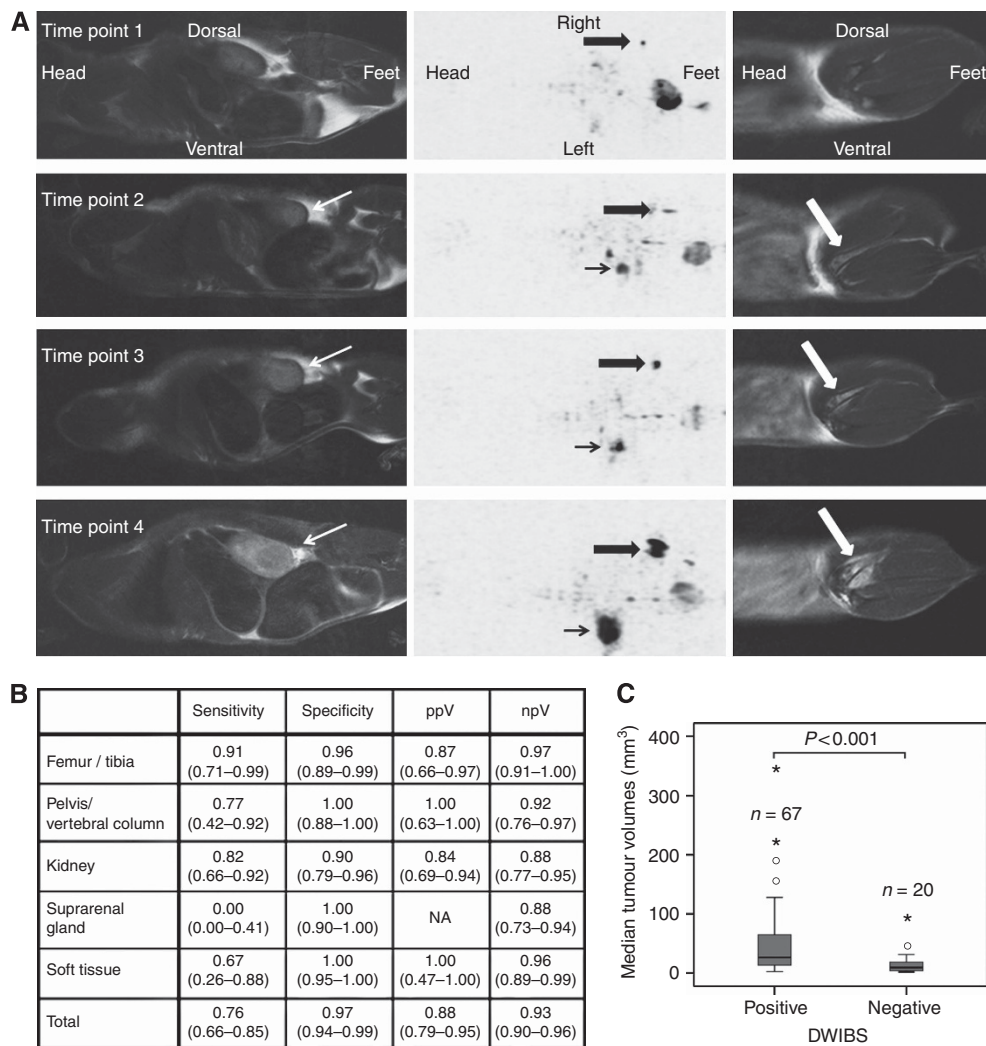 A
Time point 1
Dorsal
Head
Feet
Ventral
Right
Head
Feet
Left
Dorsal
Head
Feet
Ventral
Time point 2
Time point 3
Time point 4
B
Sensitivity Specificity ppV npV
Femur / tibia 0.91 0.96 0.87 0.97
(0.71–0.99) (0.89–0.99) (0.66–0.97) (0.91–1.00)
Pelvis/ 0.77 1.00 1.00 0.92
vertebral column (0.42–0.92) (0.88–1.00) (0.63–1.00) (0.76–0.97)
Kidney 0.82 0.90 0.84 0.88
(0.66–0.92) (0.79–0.96) (0.69–0.94) (0.77–0.95)
Suprarenal 0.00 1.00 NA 0.88
gland (0.00–0.41) (0.90–1.00) (0.73–0.94)
Soft tissue 0.67 1.00 1.00 0.96
(0.26–0.88) (0.95–1.00) (0.47–1.00) (0.89–0.99)
Total 0.76 0.97 0.88 0.93
(0.66–0.85) (0.94–0.99) (0.79–0.95) (0.90–0.96)
C
Median tumour volumes (mm³)
400
300
200
100
0
P<0.001
*
n = 67
*
n = 20
*
Positive Negative
DWIBS